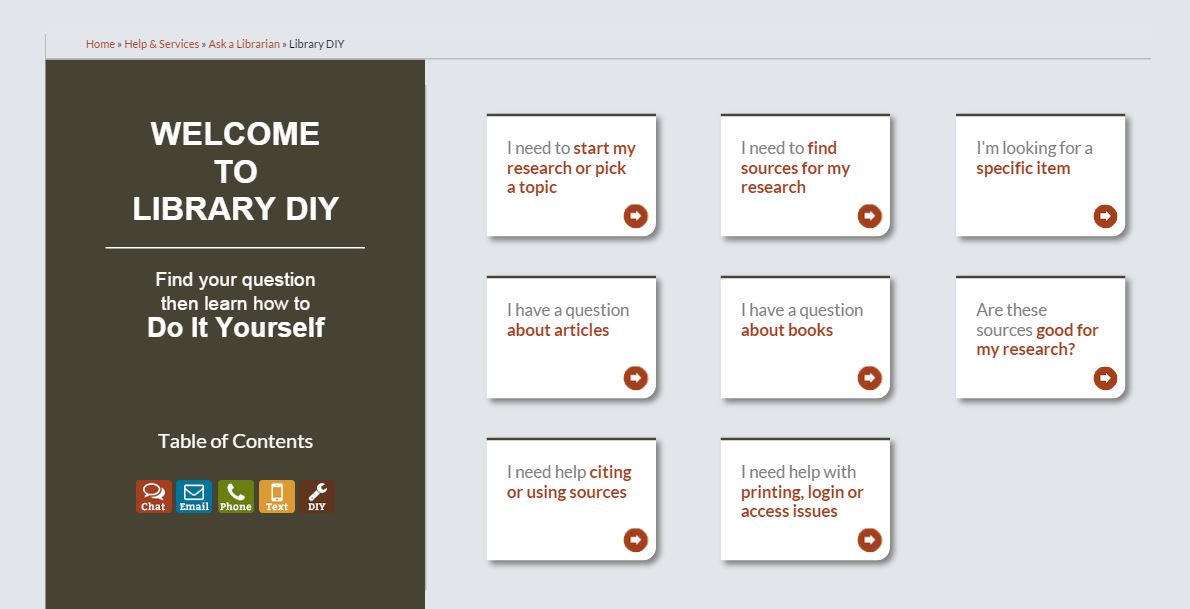 Home » Help & Services » Ask a Librarian » Library DIY
WELCOME
TO
LIBRARY DIY
Find your question
then learn how to
Do It Yourself
Table of Contents
Chat
Email
Phone
Text
DIY
I need to start my
research or pick
a topic
I need to find
sources for my
research
I'm looking for a
specific item
I have a question
about articles
I have a question
about books
Are these
sources good for
my research?
I need help citing
or using sources
I need help with
printing, login or
access issues